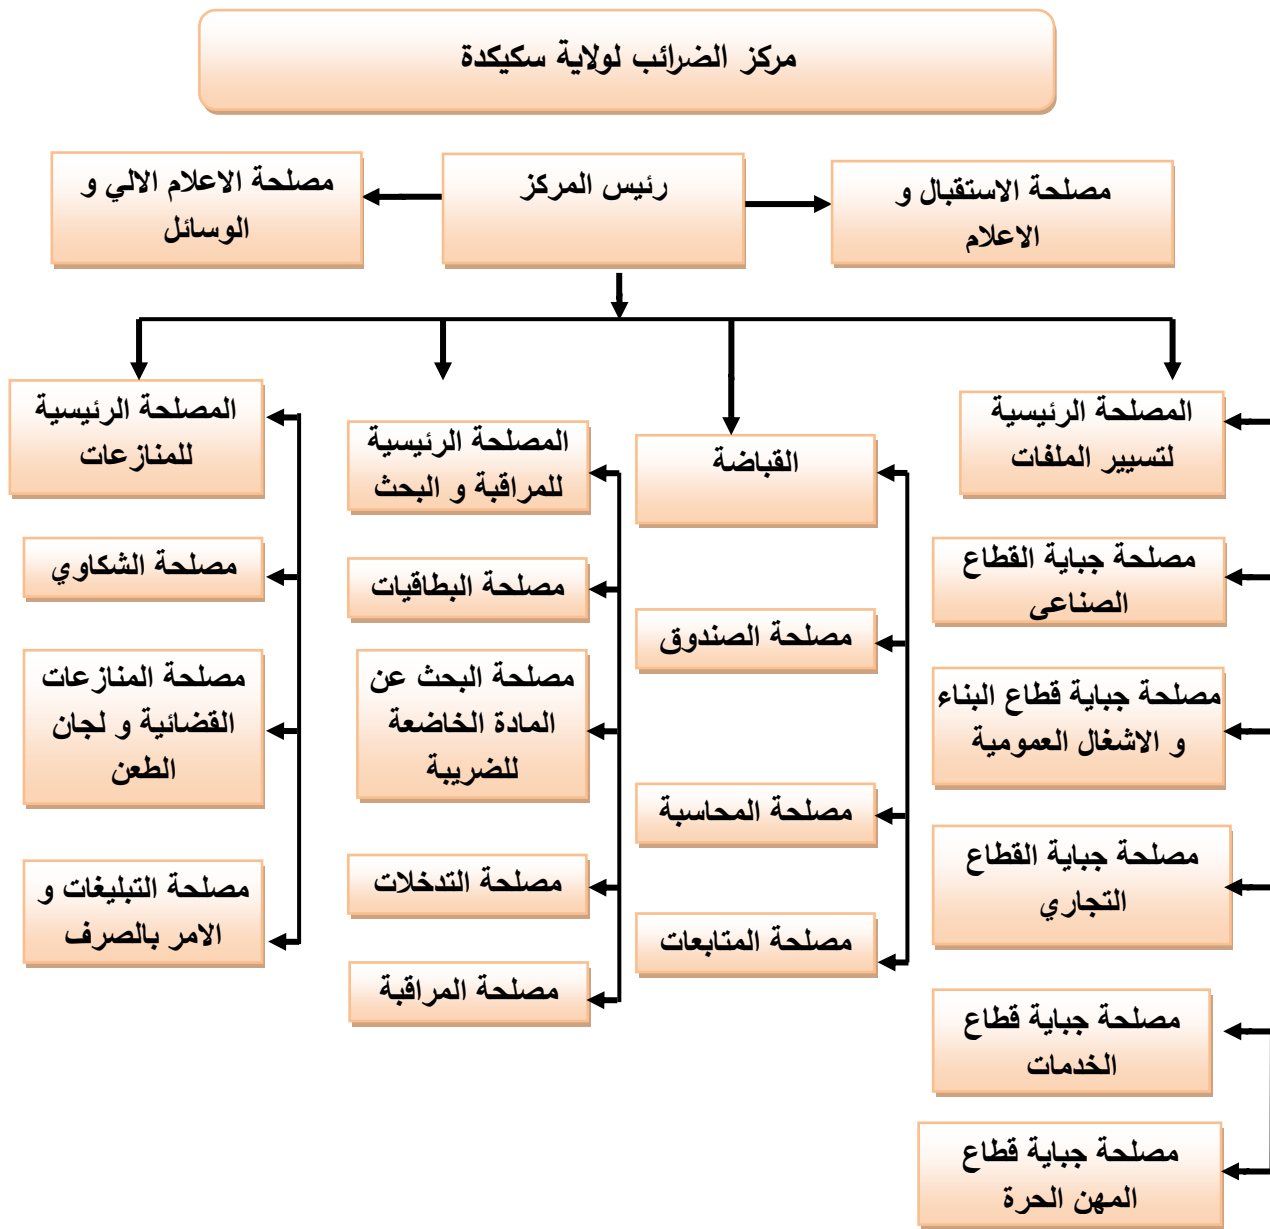 مركز الضرائب لولاية سكيكدة
مصلحة الاستقبال و
الاعلام
رئيس المركز
مصلحة الاعلام الالي و
الوسائل
المصلحة الرئيسية
لتسيير الملفات
مصلحة جباية القطاع
الصناعي
مصلحة جباية قطاع البناء
و الاشغال العمومية
مصلحة جباية القطاع
التجاري
مصلحة جباية قطاع
الخدمات
مصلحة جباية قطاع
المهن الحرة
القباضة
مصلحة الصندوق
مصلحة المحاسبة
مصلحة المتابعات
المصلحة الرئيسية
للمراقبة و البحث
مصلحة البطاقيات
مصلحة البحث عن
المادة الخاضعة
للضريبة
مصلحة التدخلات
مصلحة المراقبة
المصلحة الرئيسية
للمنازعات
مصلحة الشكاوي
مصلحة المنازعات
القضائية و لجان
الطعن
مصلحة التبليغات و
الامر بالصرف